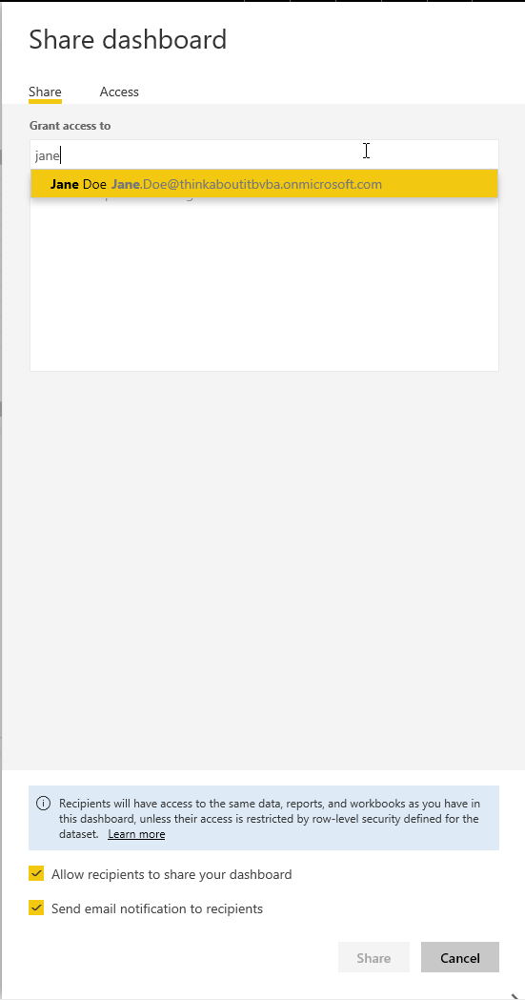 Share dashboard
Share Access
Grant access to
jane
Jane Doe Jane.Doe@thinkaboutitbvba.onmicrosoft.com
Recipients will have access to the same data, reports, and workbooks as you have in
this dashboard, unless their access is restricted by row-level security defined for the
dataset. Learn more
Allow recipients to share your dashboard
Send email notification to recipients
Share Cancel